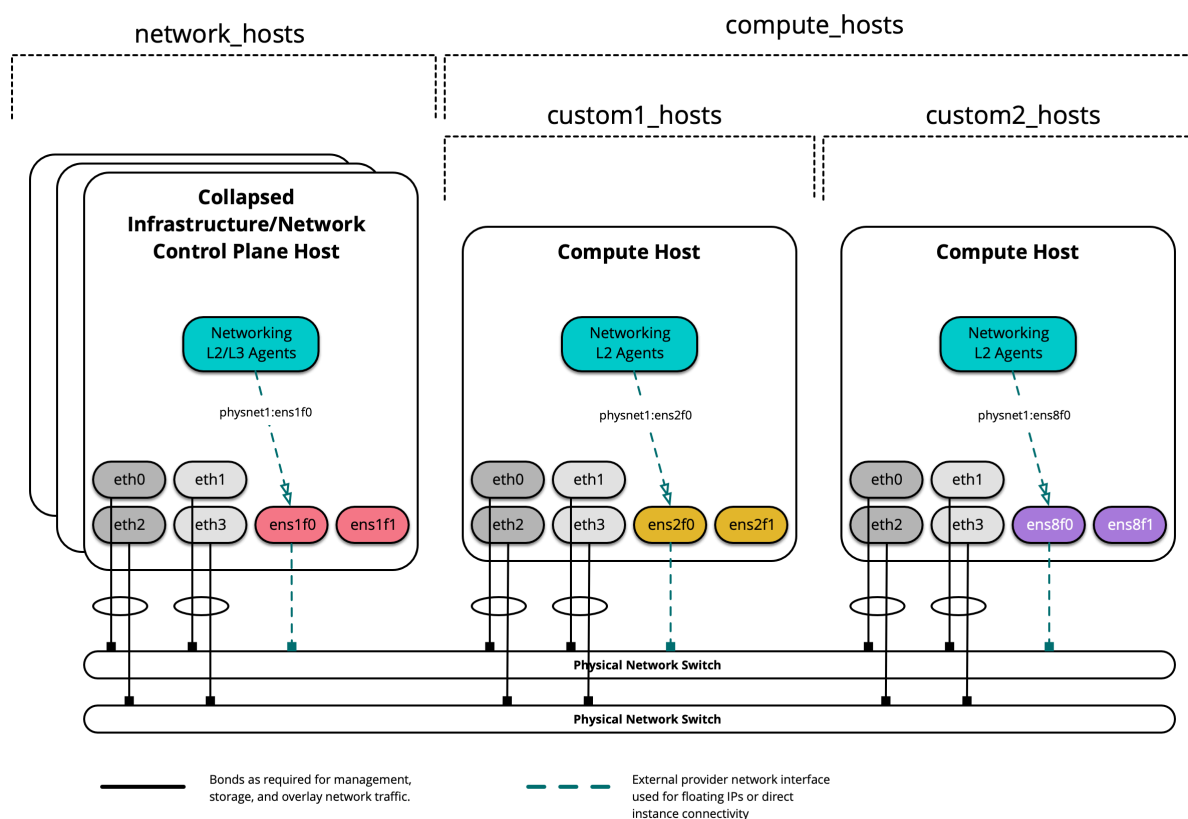 network_hosts
compute_hosts
custom1_hosts
custom2_hosts
Collapsed
Infrastructure/Network
Control Plane Host
Compute Host
Compute Host
Networking
L2/L3 Agents
Networking
L2 Agents
Networking
L2 Agents
physnet1:ens1f0
physnet1:ens2f0
physnet1:ens8f0
eth0
eth1
eth0
eth1
eth0
eth1
eth2
eth3
ens1f0
ens1f1
eth2
eth3
ens2f0
ens2f1
eth2
eth3
ens8f0
ens8f1
Physical Network Switch
Physical Network Switch
Bonds as required for management,
storage, and overlay network traffic.
External provider network interface
used for floating IPs or direct
instance connectivity